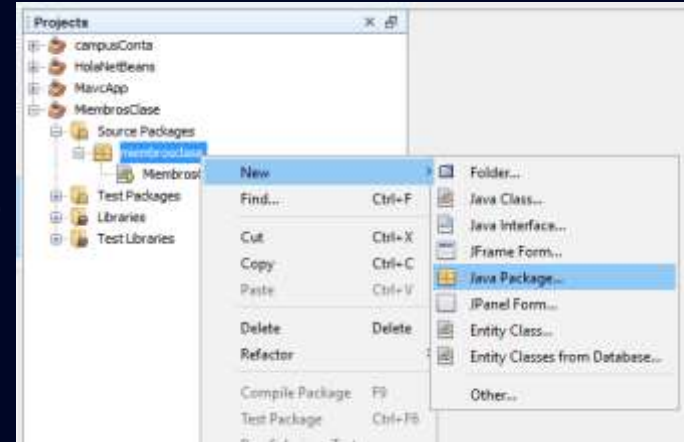 Projects
campusConta
HolaNetBeans
MavcApp
MiembrosClase
Source Packages
membrosclase
Membros
Test Packages
Libraries
Test Libraries
New
Find... Ctrl+F
Cut Ctrl+X
Copy Ctrl+C
Paste Ctrl+V
Delete Delete
Refactor
Compile Package F9
Test Package Ctrl+F6
Folder...
Java Class...
Java Interface...
JFrame Form...
Java Package...
JPanel Form...
Entity Class...
Entity Classes from Database...
Other...